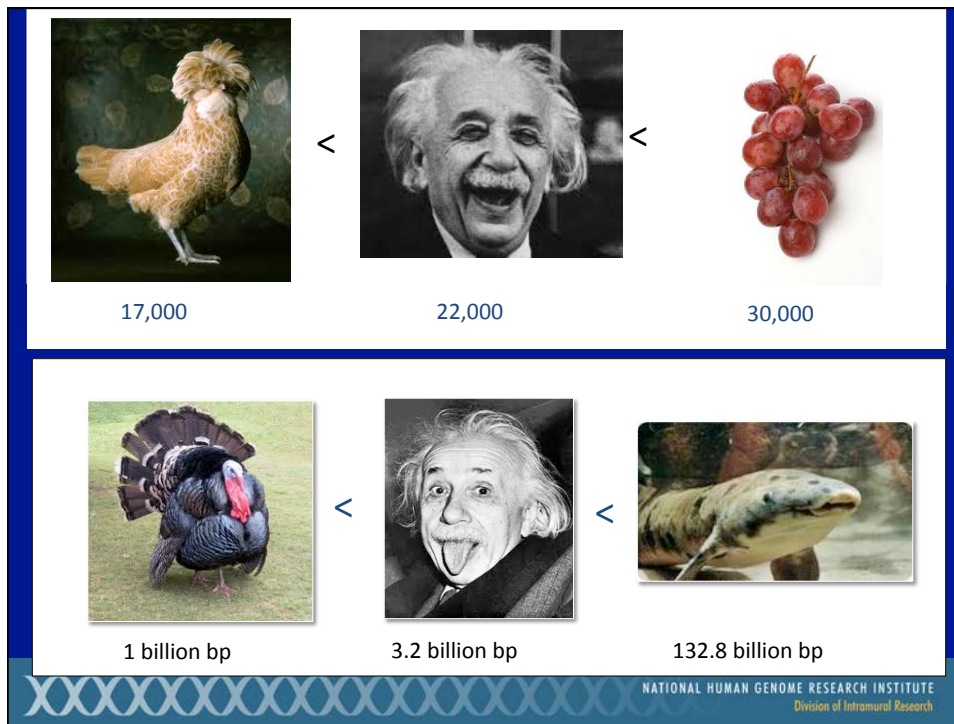 < <
17,000 22,000 30,000
< <
1 billion bp 3.2 billion bp 132.8 billion bp
NATIONAL HUMAN GENOME RESEARCH INSTITUTE
Division of Intramural Research